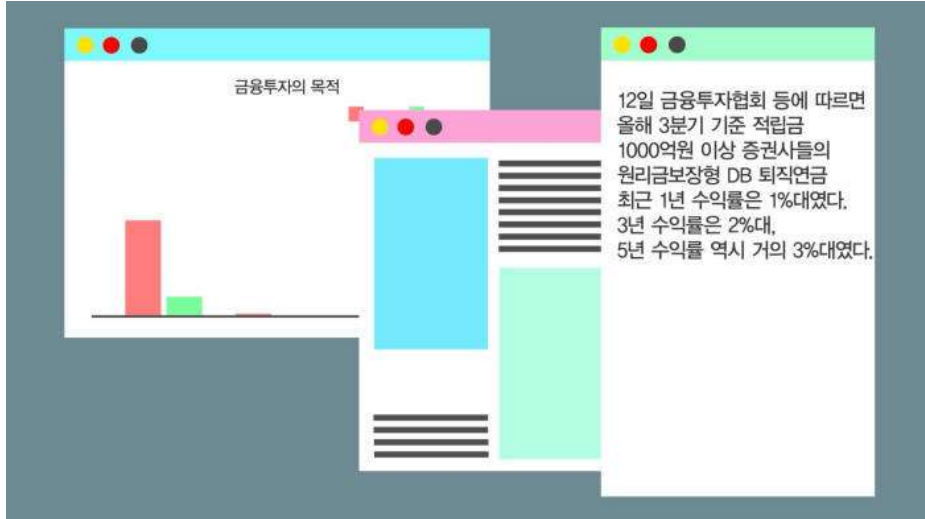 금융투자의 목적
12일 금융투자협회 등에 따르면
올해 3분기 기준 적립금
1000억원 이상 증권사들의
원리금보장형 DB 퇴직연금
최근 1년 수익률은 1%대였다.
3년 수익률은 2%대,
5년 수익률 역시 거의 3%대였다.